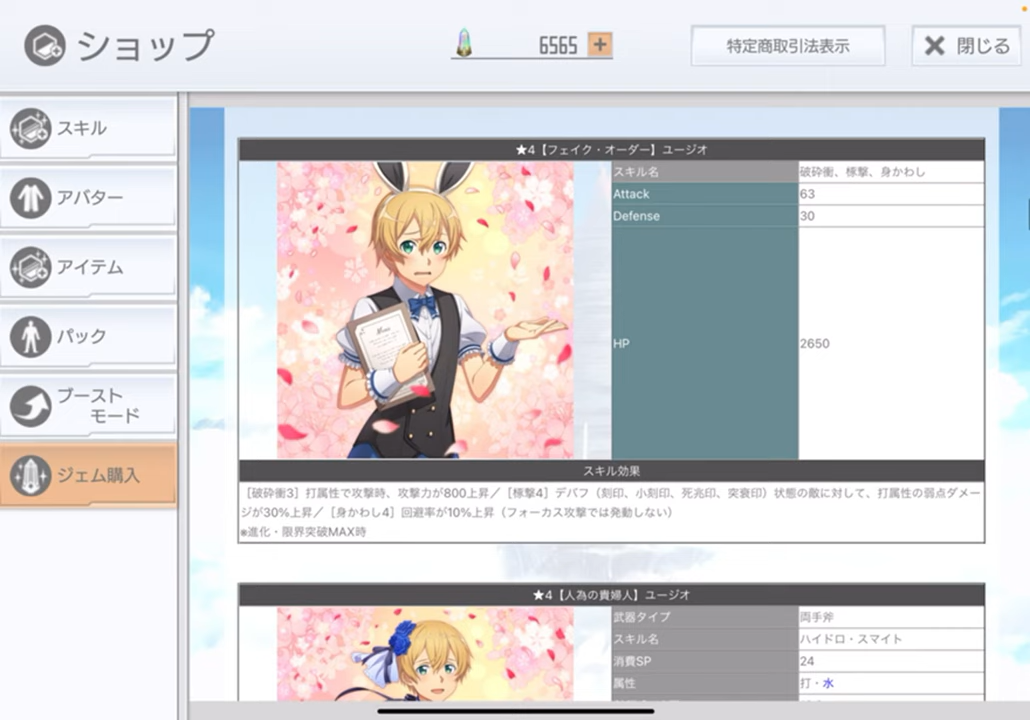 ショップ
6565
特定商取引法表示
閉じる
スキル
アバター
アイテム
パック
ブースト
モード
ジェム購入
★4【フェイク・オーダー】ユージオ
スキル名
破砕衝、椓撃、身かわし
Attack
63
Defense
30
HP
2650
Menu
スキル効果
［破砕衝3］打属性で攻撃時、攻撃力が800上昇／［椓撃4］デバフ（刻印、小刻印、死兆印、突衰印）状態の敵に対して、打属性の弱点ダメー
ジが30%上昇／［身かわし4］回避率が10%上昇（フォーカス攻撃では発動しない）
※進化・限界突破MAX時
★4【人為の貴婦人】ユージオ
武器タイプ
両手斧
スキル名
ハイドロ・スマイト
消費SP
24
属性
打・水